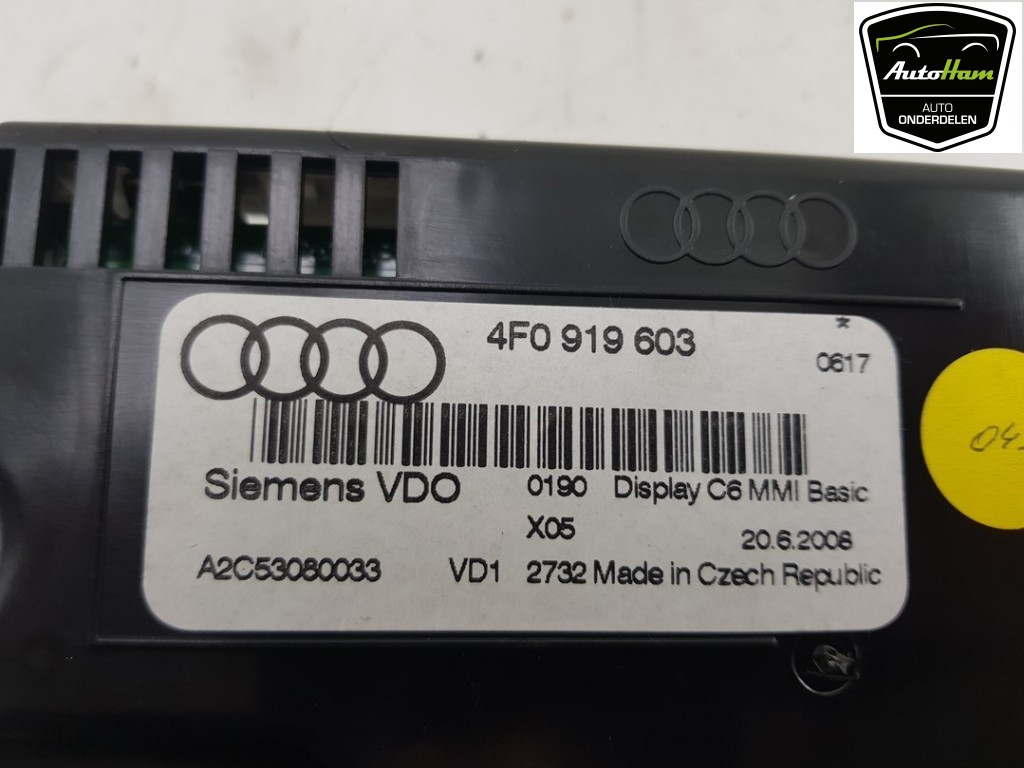 AutoHam
AUTO
ONDERDELEN
4F0 919 603
*
0617
Siemens VDO
0190 Display C6 MMI Basic
X05 20.6.2008
A2C53080033 VD1 2732 Made in Czech Republic